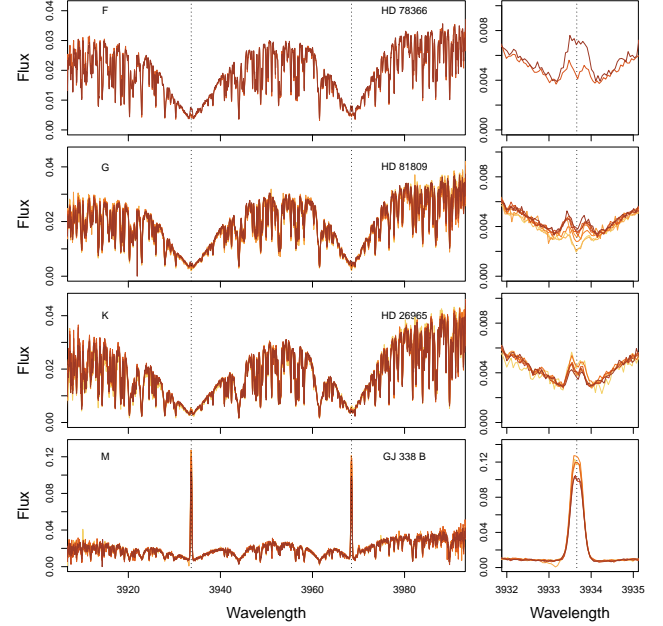 F HD 78366
Flux
0.00 0.01 0.02 0.03 0.04
0.000 0.004 0.008
G HD 81809
Flux
0.00 0.02 0.04
0.000 0.004 0.008
K HD 26965
Flux
0.00 0.02 0.04
0.000 0.004 0.008
M GJ 338 B
Flux
0.00 0.04 0.08 0.12
0.00 0.04 0.08 0.12
3920 3940 3960 3980
3932 3933 3934 3935
Wavelength Wavelength